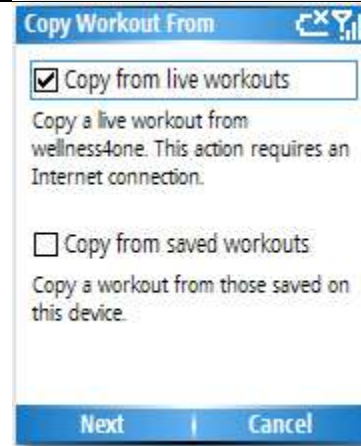 Copy Workout From
Copy from live workouts
Copy a live workout from
wellness4one. This action requires an
Internet connection.
Copy from saved workouts
Copy a workout from those saved on
this device.
Next Cancel